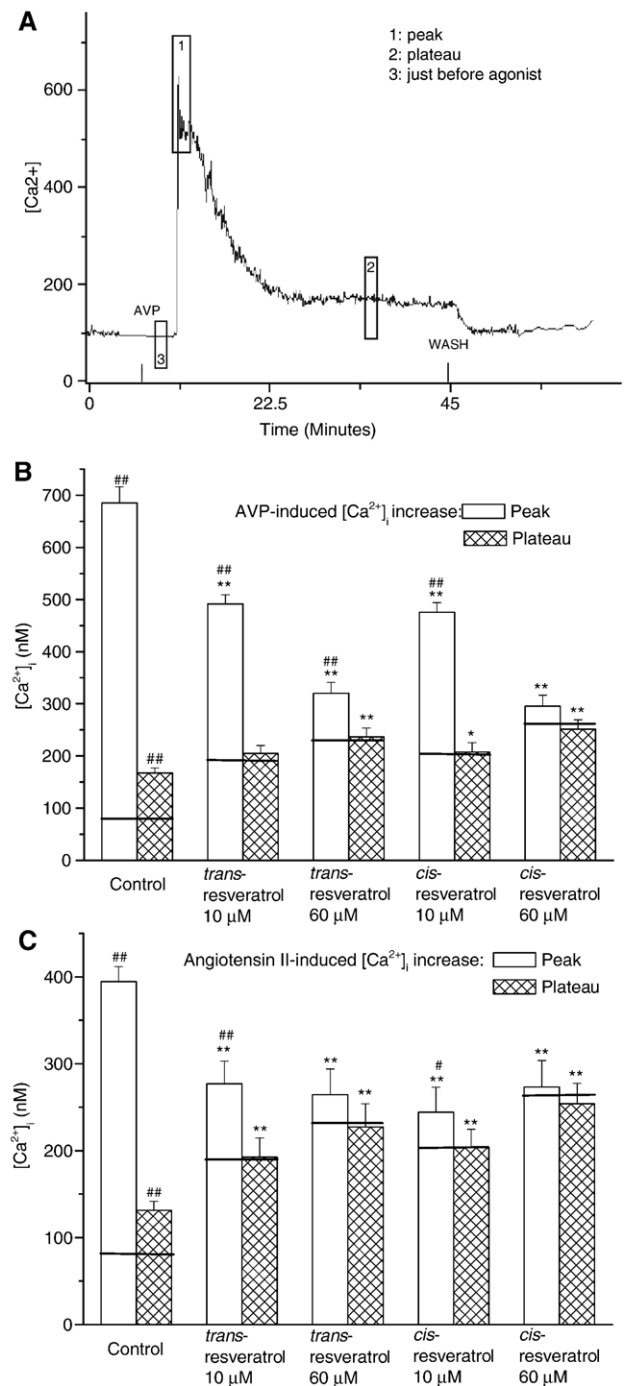 A
1: peak
2: plateau
3: just before agonist
1
600
400
200
0
[Ca2+]
AVP
3
2
WASH
0
22.5
45
Time (Minutes)
B
700
600
500
400
300
200
100
0
[Ca²⁺]ᵢ (nM)
AVP-induced [Ca²⁺]ᵢ increase:
Peak
Plateau
##
##
##
**
##
**
**
##
**
*
**
**
Control
trans-
resveratrol
10 μM
trans-
resveratrol
60 μM
cis-
resveratrol
10 μM
cis-
resveratrol
60 μM
C
400
300
200
100
0
[Ca²⁺]ᵢ (nM)
Angiotensin II-induced [Ca²⁺]ᵢ increase:
Peak
Plateau
##
##
##
**
**
**
**
#
**
**
**
**
Control
trans-
resveratrol
10 μM
trans-
resveratrol
60 μM
cis-
resveratrol
10 μM
cis-
resveratrol
60 μM